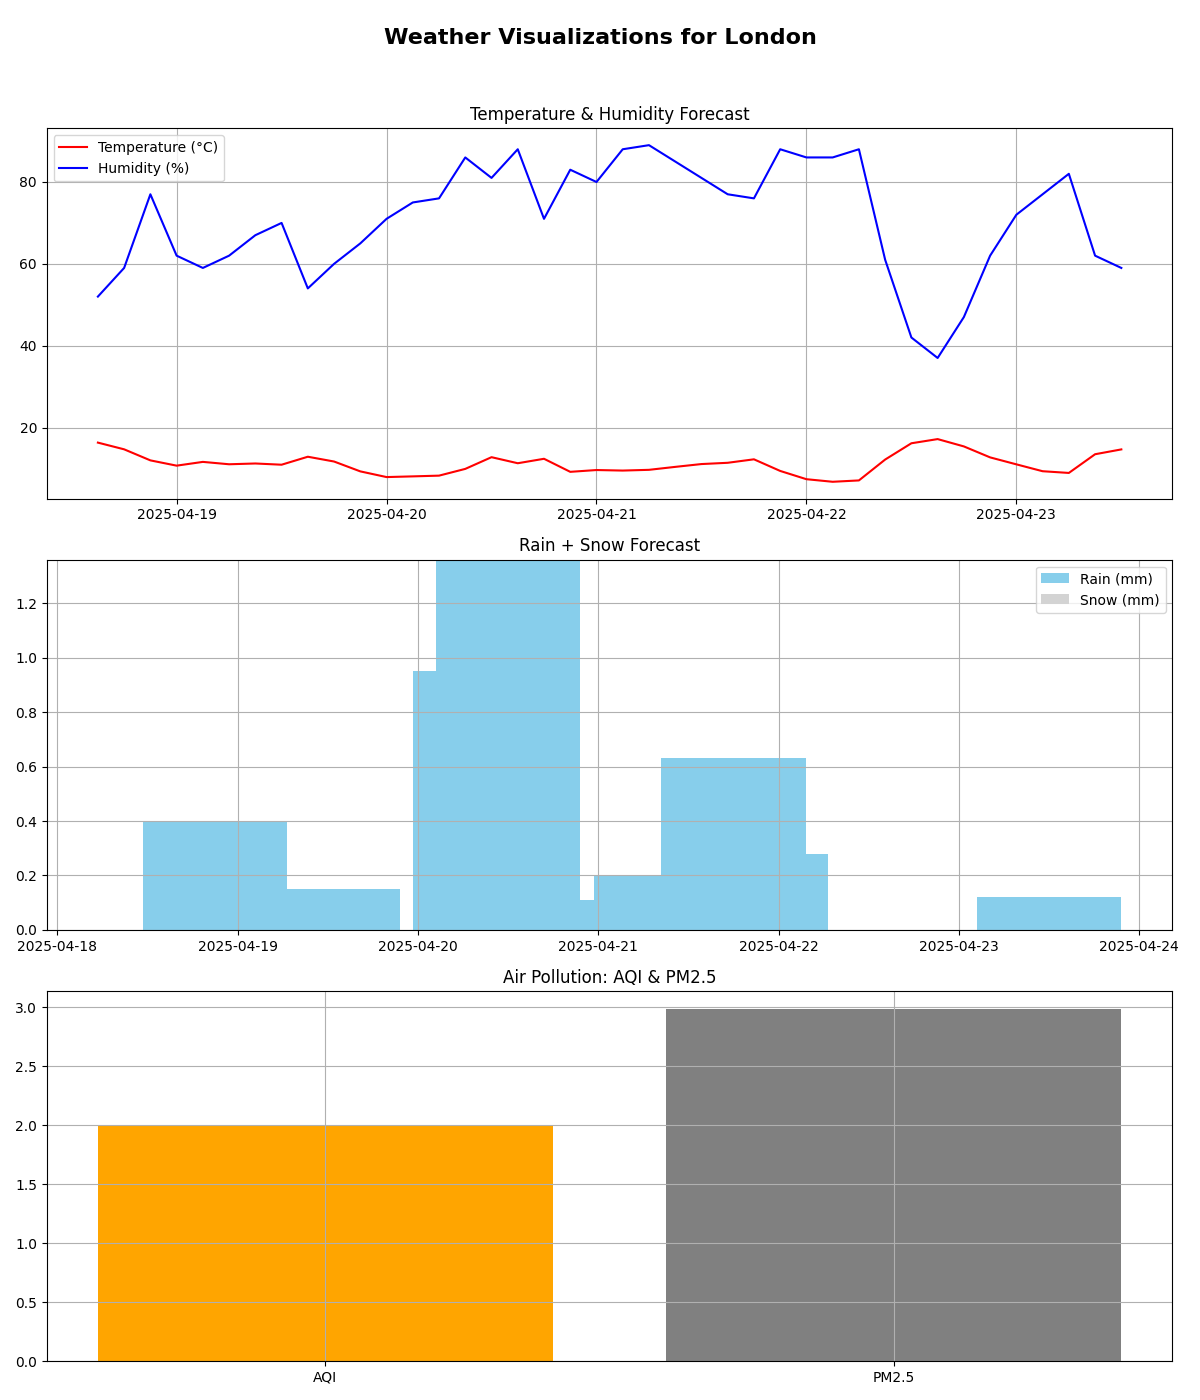 Weather Visualizations for London
Temperature & Humidity Forecast
Temperature (°C)
Humidity (%)
80
60
40
20
2025-04-19 2025-04-20 2025-04-21 2025-04-22 2025-04-23
Rain + Snow Forecast
Rain (mm)
Snow (mm)
1.2
1.0
0.8
0.6
0.4
0.2
0.0
2025-04-18 2025-04-19 2025-04-20 2025-04-21 2025-04-22 2025-04-23 2025-04-24
Air Pollution: AQI & PM2.5
3.0
2.5
2.0
1.5
1.0
0.5
0.0
AQI PM2.5